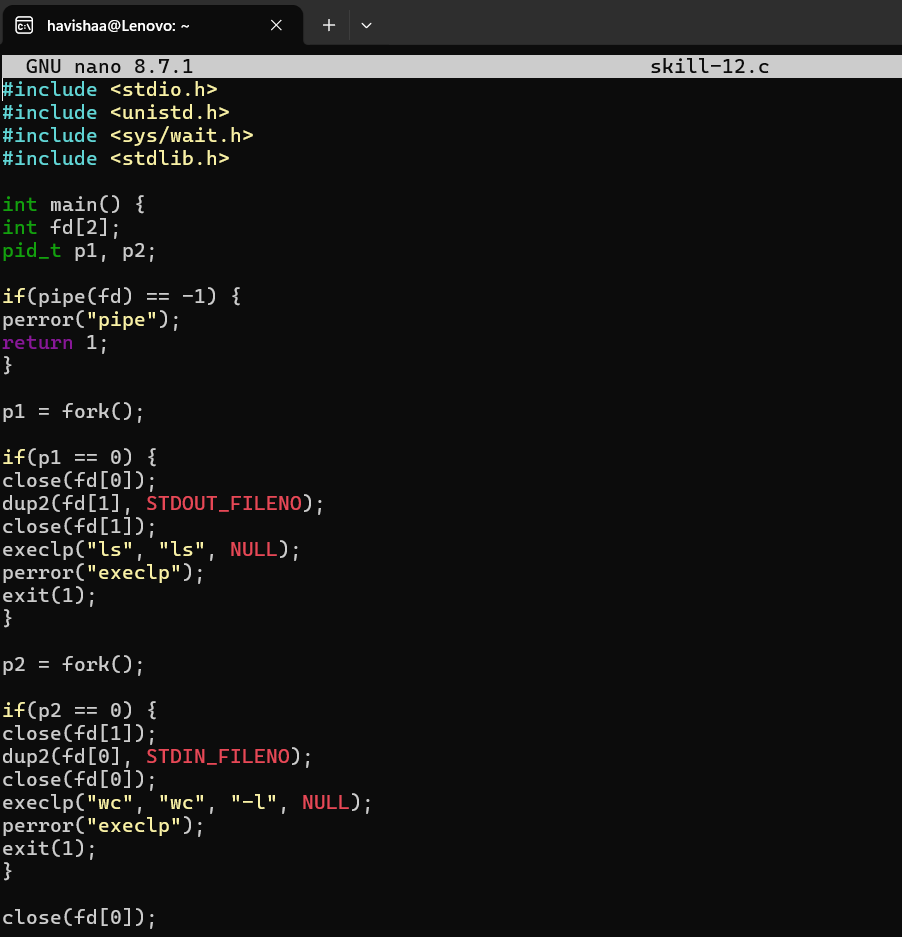 havishaa@Lenovo: ~
GNU nano 8.7.1 skill-12.c
#include <stdio.h>
#include <unistd.h>
#include <sys/wait.h>
#include <stdlib.h>

int main() {
int fd[2];
pid_t p1, p2;

if(pipe(fd) == -1) {
perror("pipe");
return 1;
}

p1 = fork();

if(p1 == 0) {
close(fd[0]);
dup2(fd[1], STDOUT_FILENO);
close(fd[1]);
execlp("ls", "ls", NULL);
perror("execlp");
exit(1);
}

p2 = fork();

if(p2 == 0) {
close(fd[1]);
dup2(fd[0], STDIN_FILENO);
close(fd[0]);
execlp("wc", "wc", "-l", NULL);
perror("execlp");
exit(1);
}

close(fd[0]);